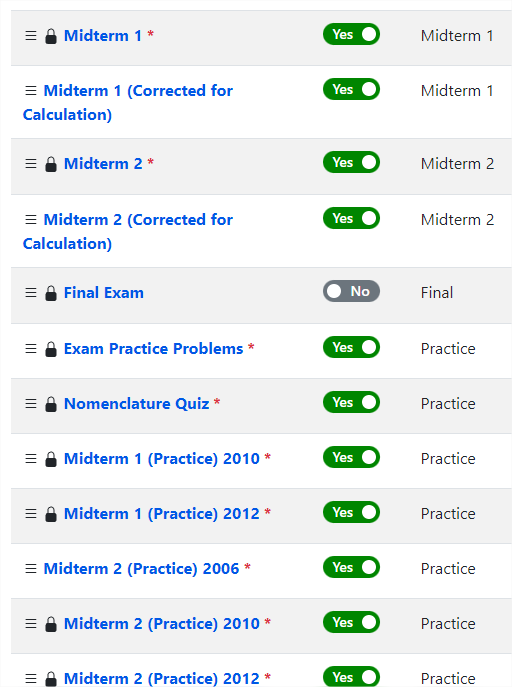 Midterm 1 * Yes Midterm 1
Midterm 1 (Corrected for Yes Midterm 1
Calculation)
Midterm 2 * Yes Midterm 2
Midterm 2 (Corrected for Yes Midterm 2
Calculation)
Final Exam No Final
Exam Practice Problems * Yes Practice
Nomenclature Quiz * Yes Practice
Midterm 1 (Practice) 2010 * Yes Practice
Midterm 1 (Practice) 2012 * Yes Practice
Midterm 2 (Practice) 2006 * Yes Practice
Midterm 2 (Practice) 2010 * Yes Practice
Midterm 2 (Practice) 2012 * Yes Practice